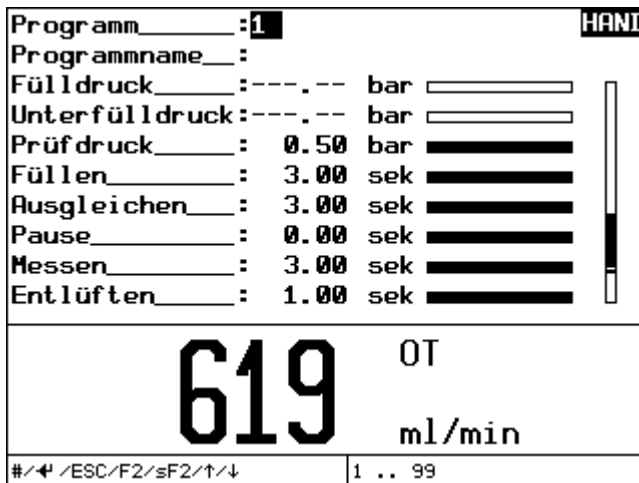 Programm______:1 HAND
Programmname__:
Fülldruck_____:---.-- bar
Unterfülldruck:---.-- bar
Prüfdruck_____: 0.50 bar
Füllen________: 3.00 sek
Ausgleichen___: 3.00 sek
Pause_________: 0.00 sek
Messen________: 3.00 sek
Entlüften_____: 1.00 sek
619 OT
ml/min
#/↵ /ESC/F2/sF2/↑/↓ 1 .. 99